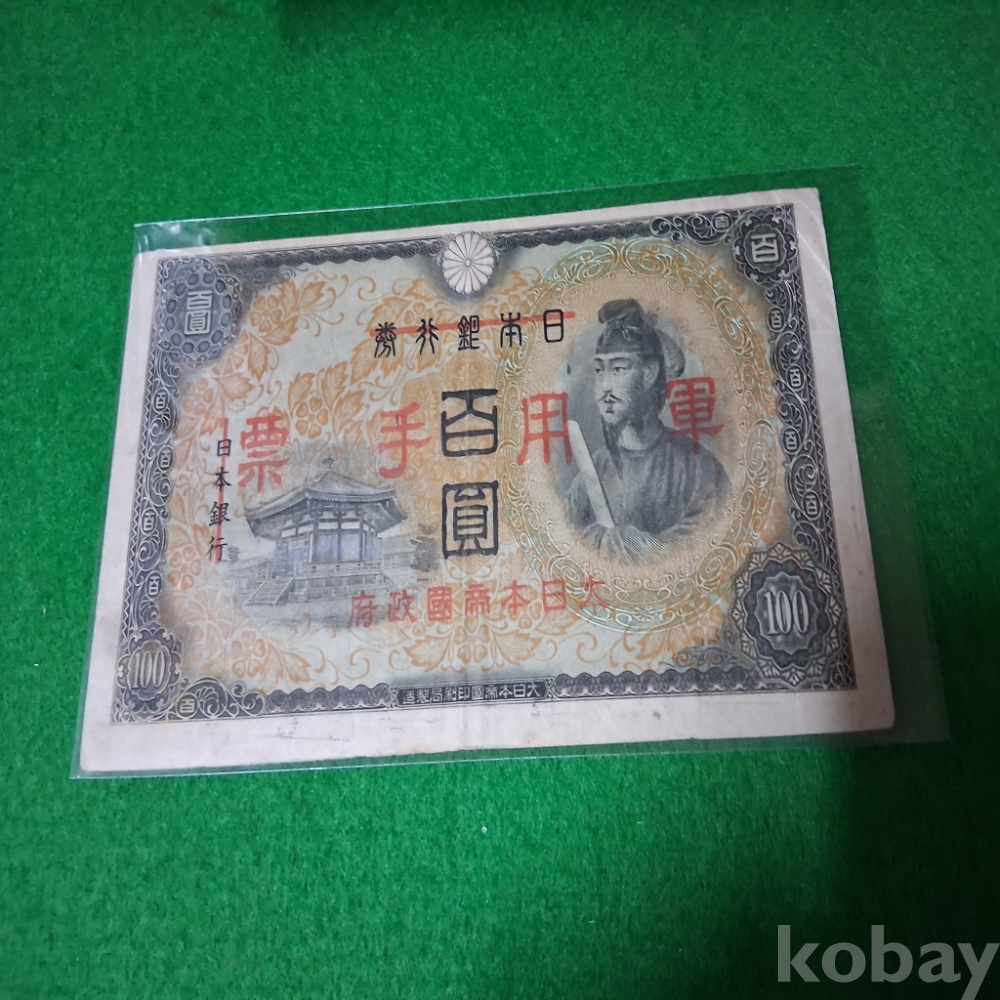 百
百圓
日本銀行券
百圓
軍用手票
日本銀行
大日本帝國政府
100
100
大日本帝國印刷局製造
kobay